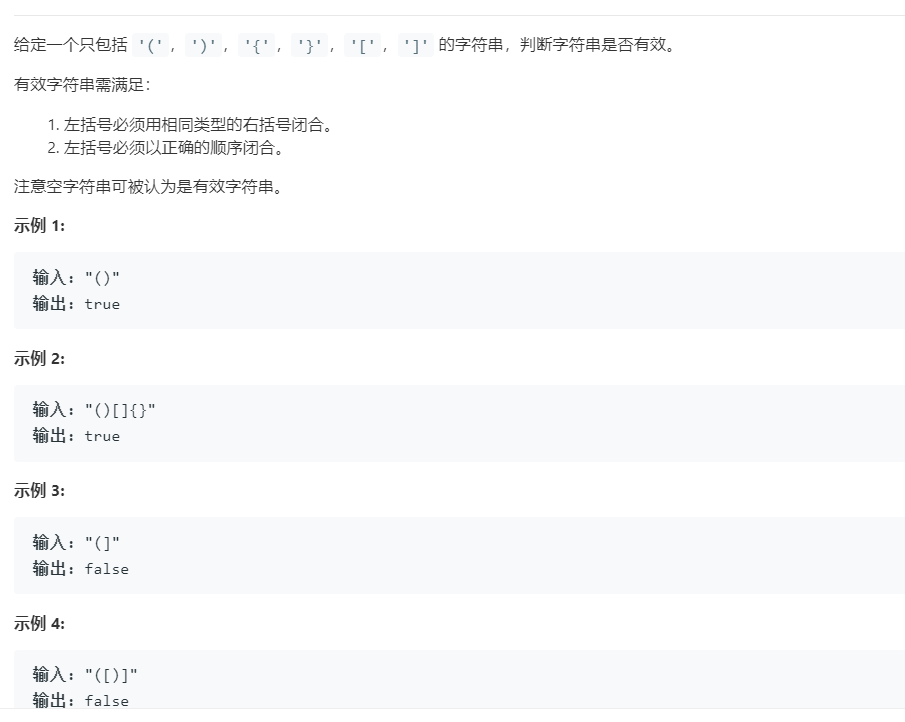 给定一个只包括 '(', ')', '{', '}', '[', ']' 的字符串，判断字符串是否有效。
有效字符串需满足：
1. 左括号必须用相同类型的右括号闭合。
2. 左括号必须以正确的顺序闭合。
注意空字符串可被认为是有效字符串。
示例 1:
输入: "()"
输出: true
示例 2:
输入: "()[]{}"
输出: true
示例 3:
输入: "(]"
输出: false
示例 4:
输入: "([)]"
输出: false